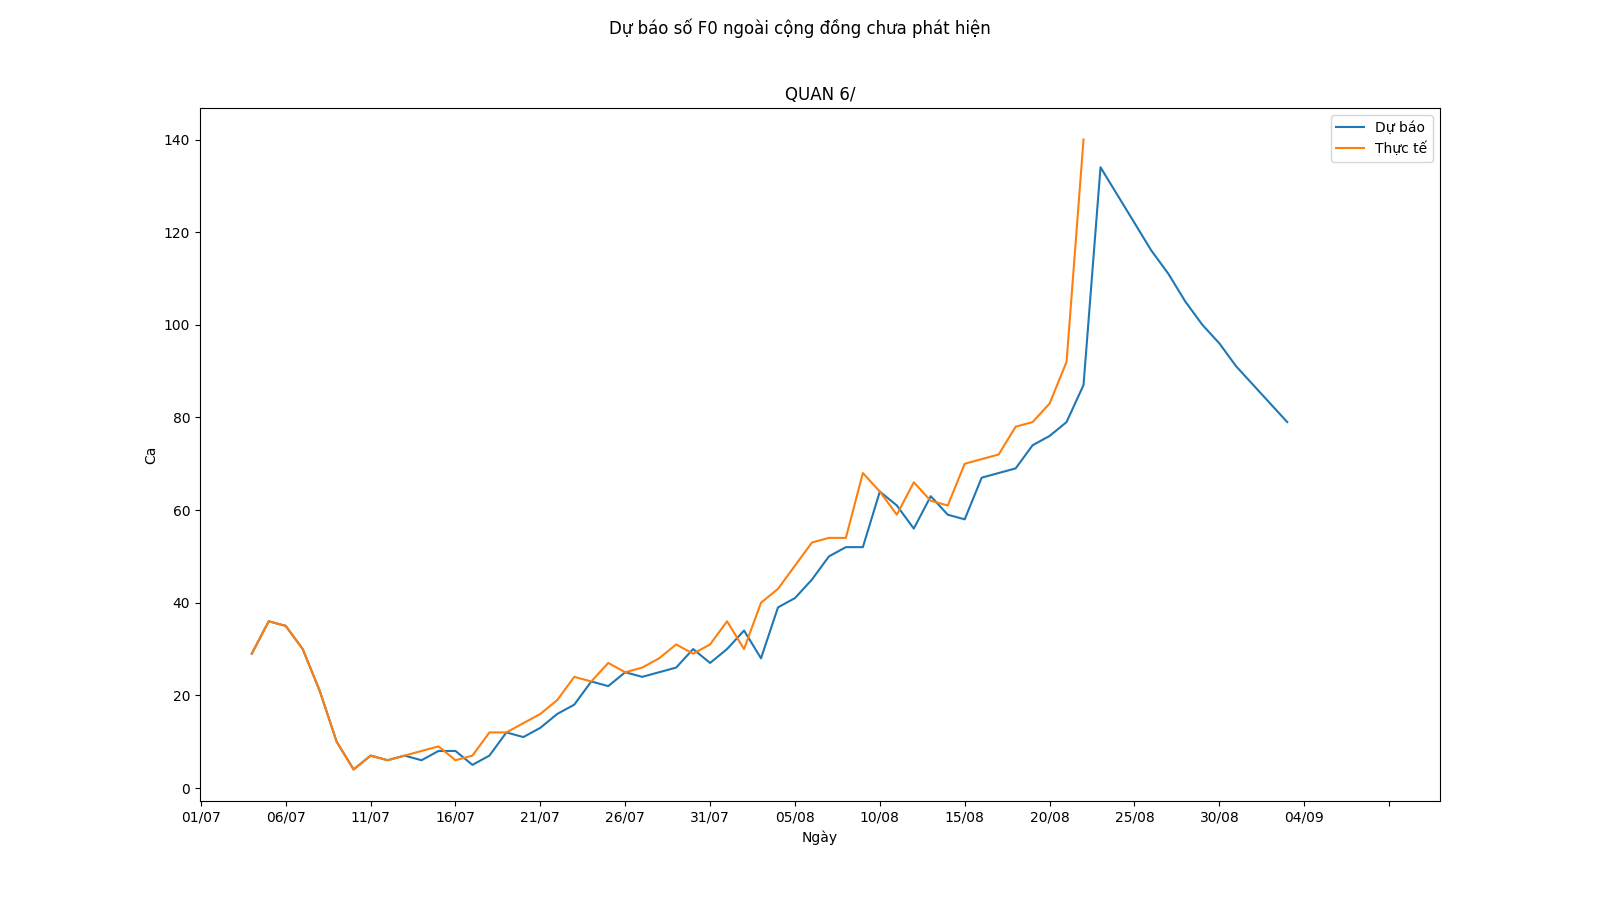 Dự báo số F0 ngoài cộng đồng chưa phát hiện
QUAN 6/
Dự báo
Thực tế
140
120
100
80
60
40
20
0
Ca
01/07 06/07 11/07 16/07 21/07 26/07 31/07 05/08 10/08 15/08 20/08 25/08 30/08 04/09
Ngày